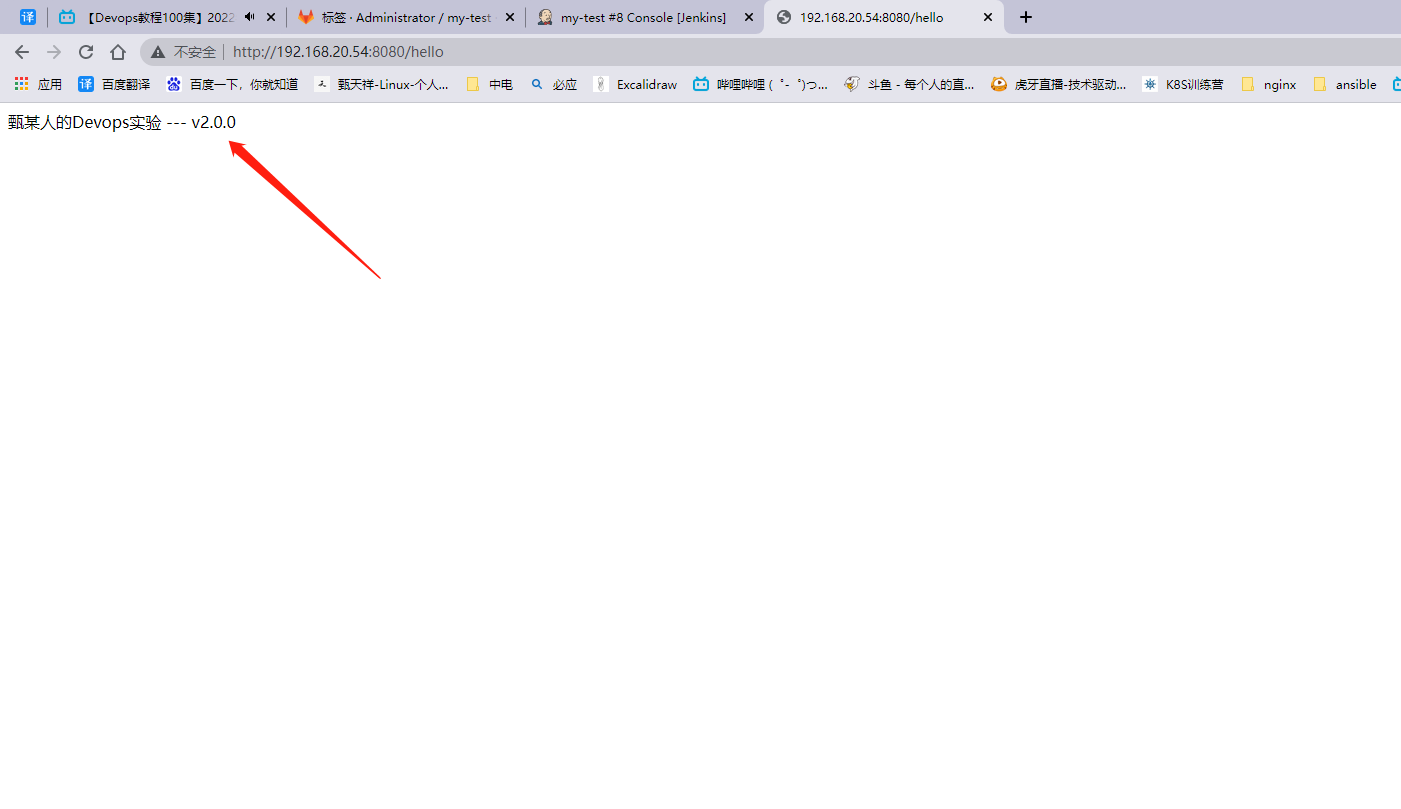 译 【Devops教程100集】2022 标签 · Administrator / my-test my-test #8 Console [Jenkins] 192.168.20.54:8080/hello
不安全 http://192.168.20.54:8080/hello
应用 译 百度翻译 百度一下，你就知道 甄天祥-Linux-个人... 中电 必应 Excalidraw 哔哩哔哩 (゜-゜)つ... 斗鱼 - 每个人的直... 虎牙直播-技术驱动... K8S训练营 nginx ansible
甄某人的Devops实验 --- v2.0.0